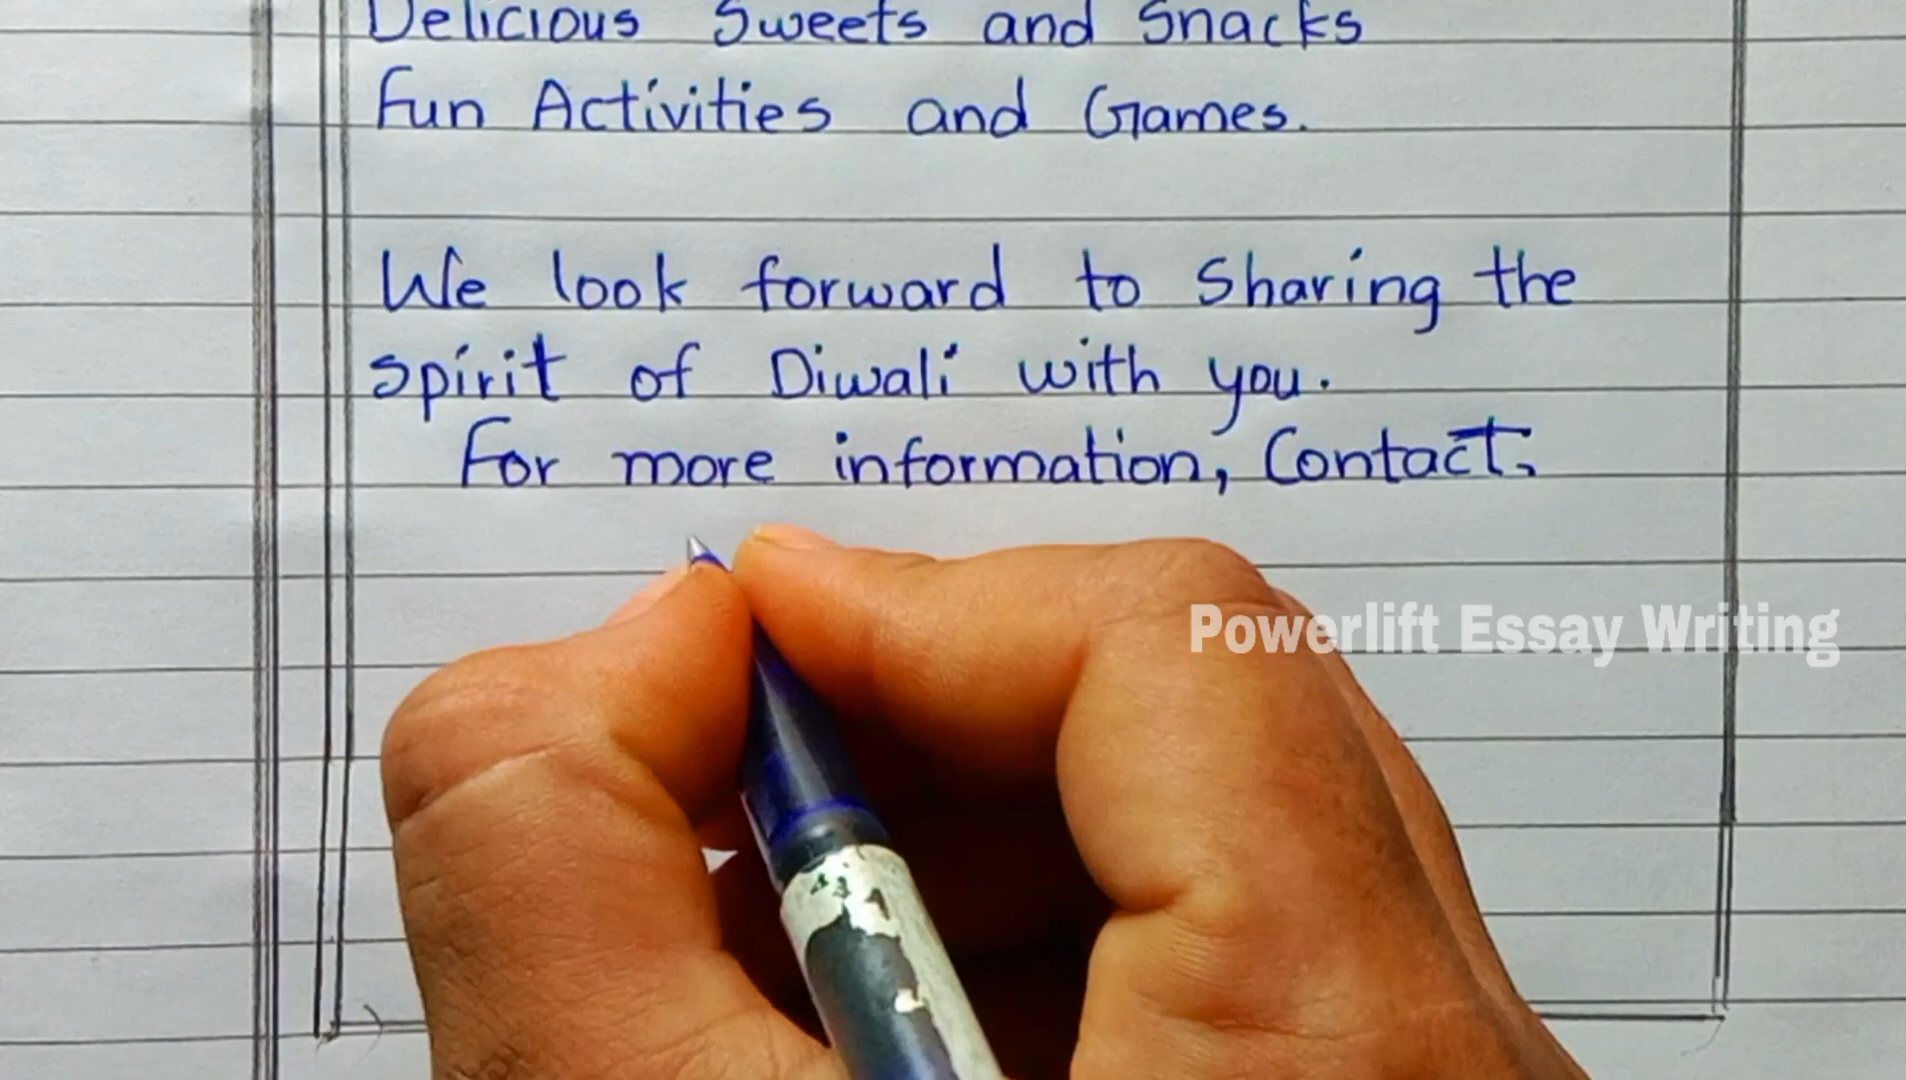 Delicious Sweets and Snacks
Fun Activities and Games.
We look forward to Sharing the
spirit of Diwali with you.
For more information, Contact,
Powerlift Essay Writing